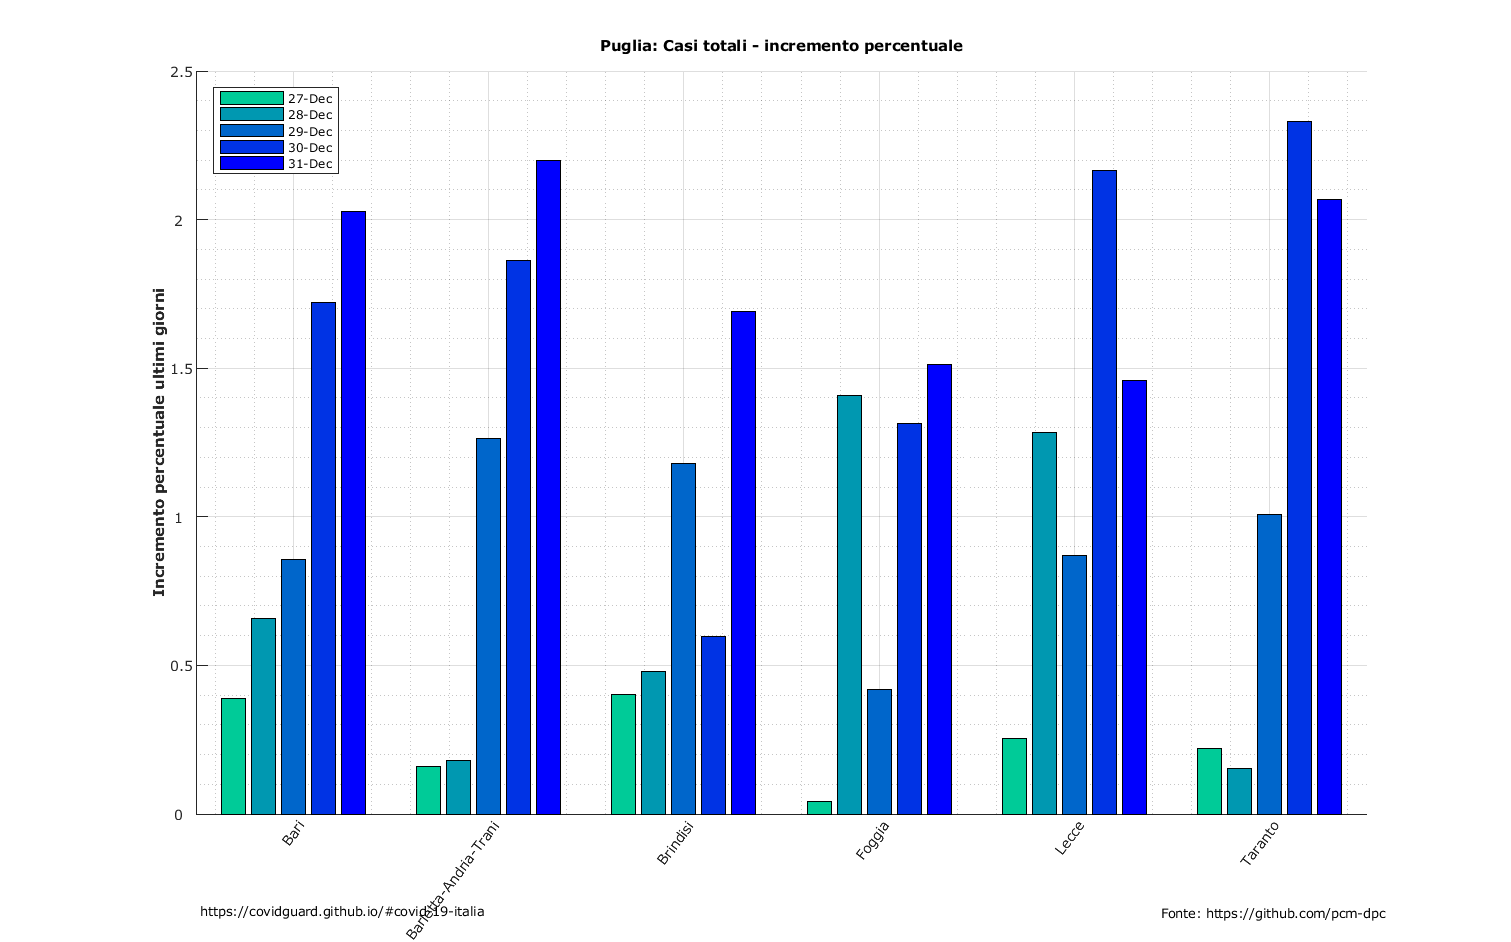 Puglia: Casi totali - incremento percentuale
Incremento percentuale ultimi giorni
2.5
2
1.5
1
0.5
0
27-Dec
28-Dec
29-Dec
30-Dec
31-Dec
Bari
Barletta-Andria-Trani
Brindisi
Foggia
Lecce
Taranto
https://covidguard.github.io/#covid-19-italia
Fonte: https://github.com/pcm-dpc